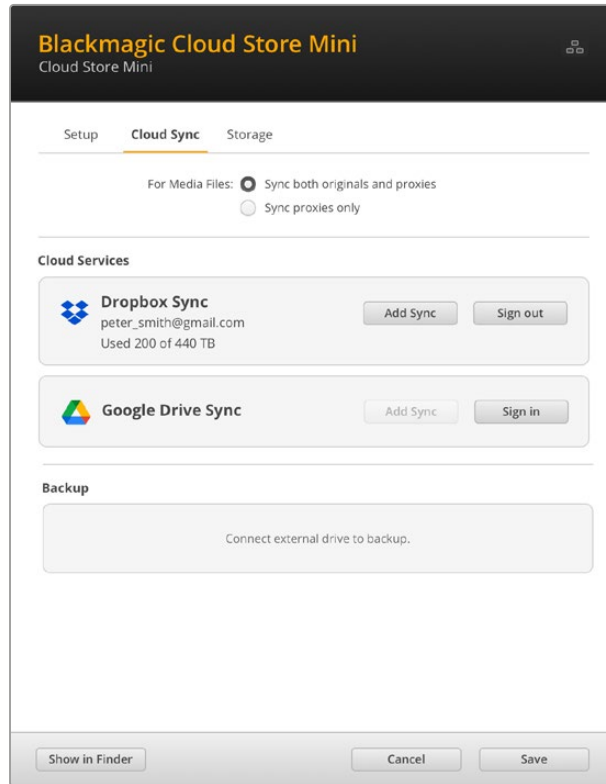 Blackmagic Cloud Store Mini
Cloud Store Mini
Setup Cloud Sync Storage
For Media Files: Sync both originals and proxies
Sync proxies only
Cloud Services
Dropbox Sync
peter_smith@gmail.com
Used 200 of 440 TB
Add Sync Sign out
Google Drive Sync Add Sync Sign in
Backup
Connect external drive to backup.
Show in Finder Cancel Save